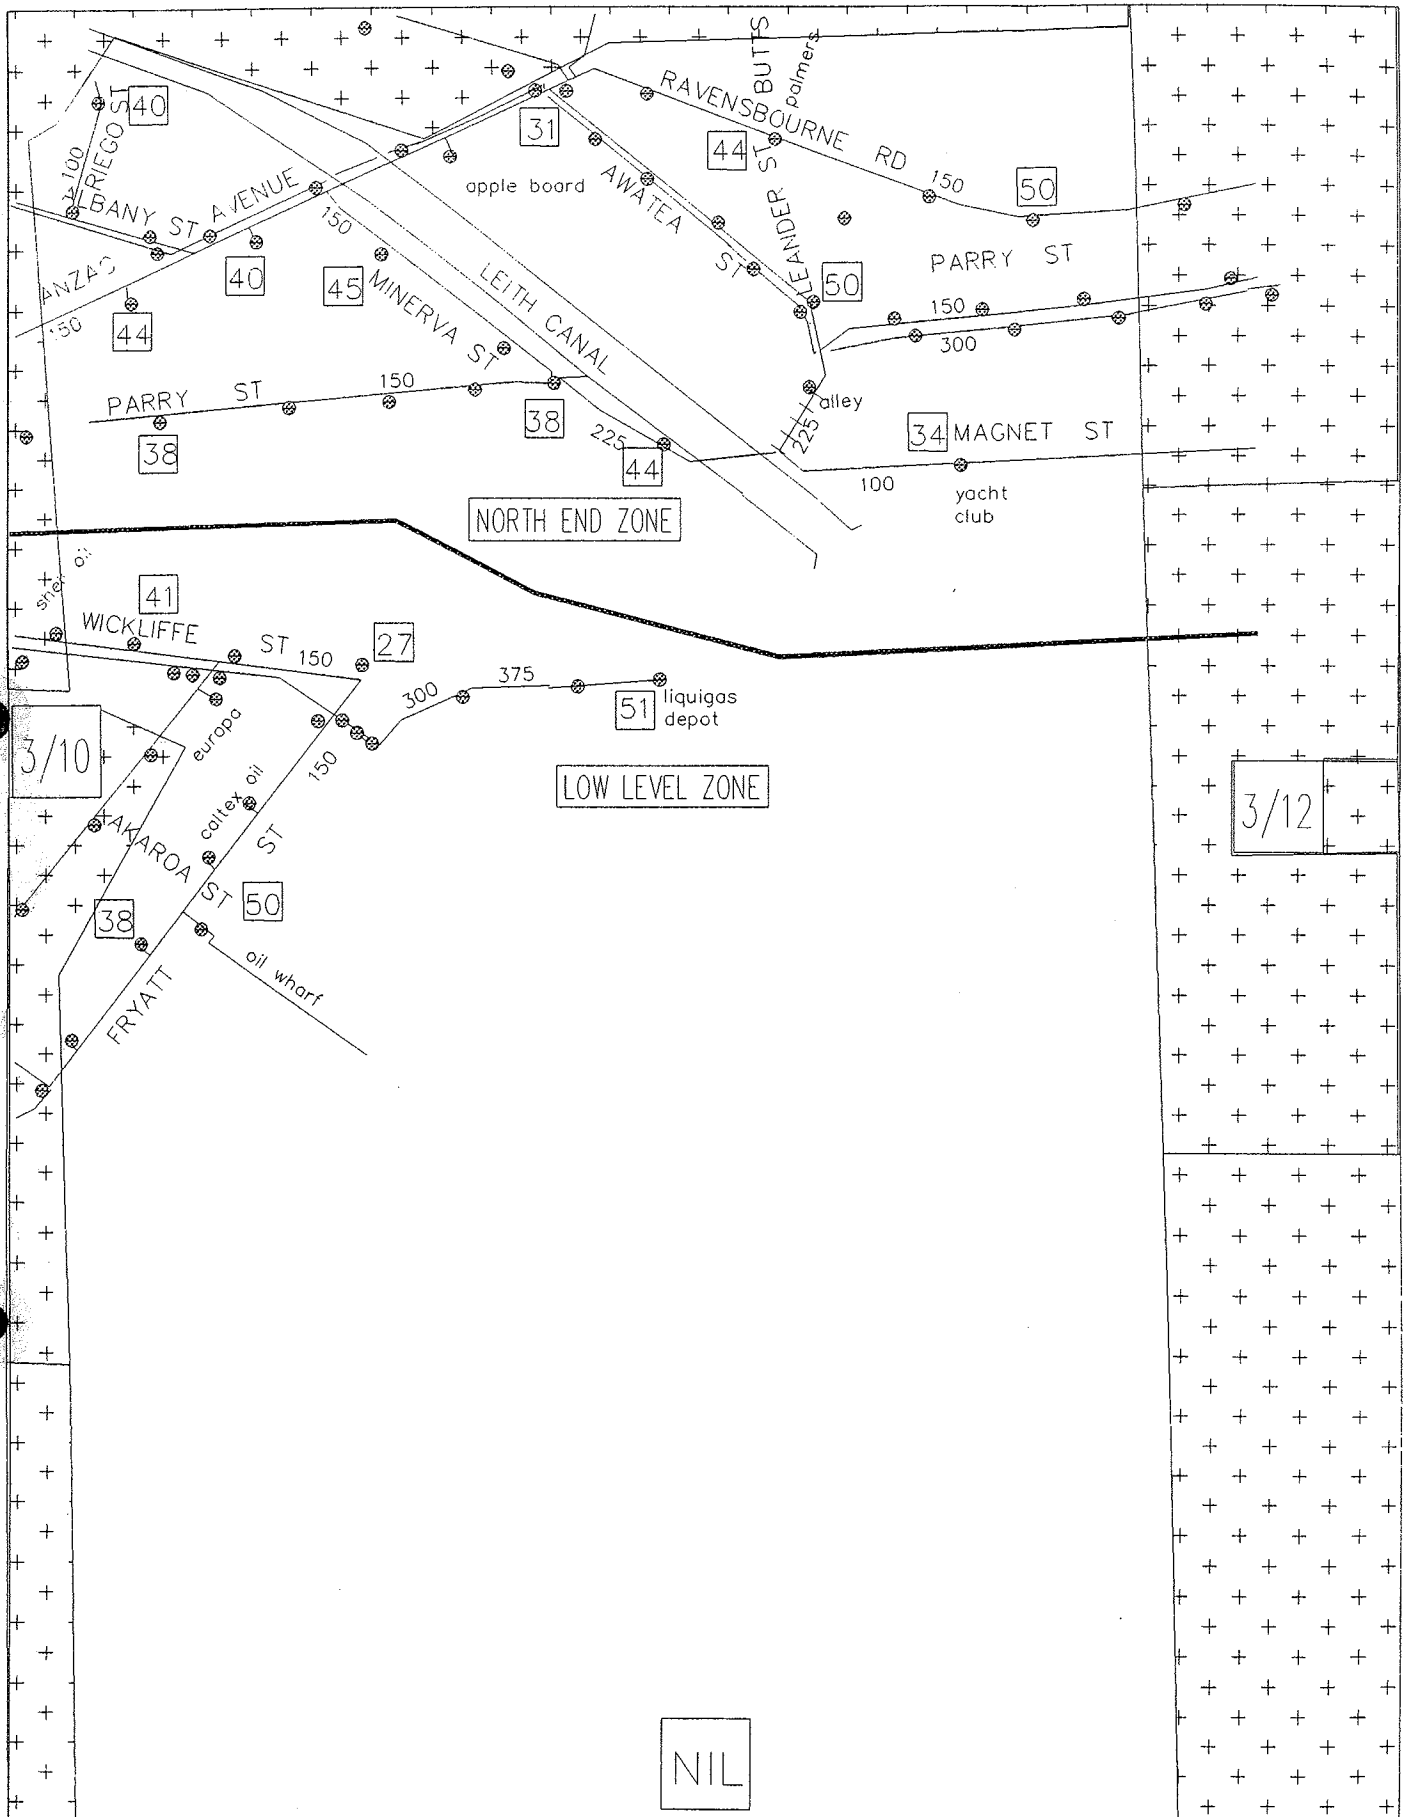 BUTTS
palmers
RAVENSBOURNE RD
150
40
RIEGO ST
100
31
44
50
LBANY ST
ANZAC AVENUE
150
apple board
AWATEA ST
LEANDER ST
PARRY ST
40
45
MINERVA ST
LEITH CANAL
50
150
300
44
150
PARRY ST
150
38
38
225
44
alley
225
34
MAGNET ST
100
yacht
club
NORTH END ZONE
shell oil
41
WICKLIFFE ST
150
27
300
375
51
liquigas
depot
3/10
europa
150
LOW LEVEL ZONE
3/12
caltex oil
AKAROA ST
50
38
FRYATT ST
oil wharf
NIL